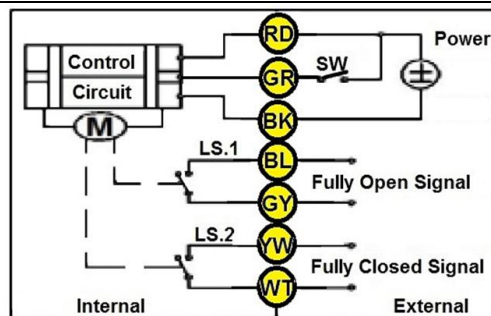 RD
Power
Control
GR
SW
Circuit
M
BK
LS.1
BL
Fully Open Signal
GY
LS.2
YW
Fully Closed Signal
WT
Internal
External